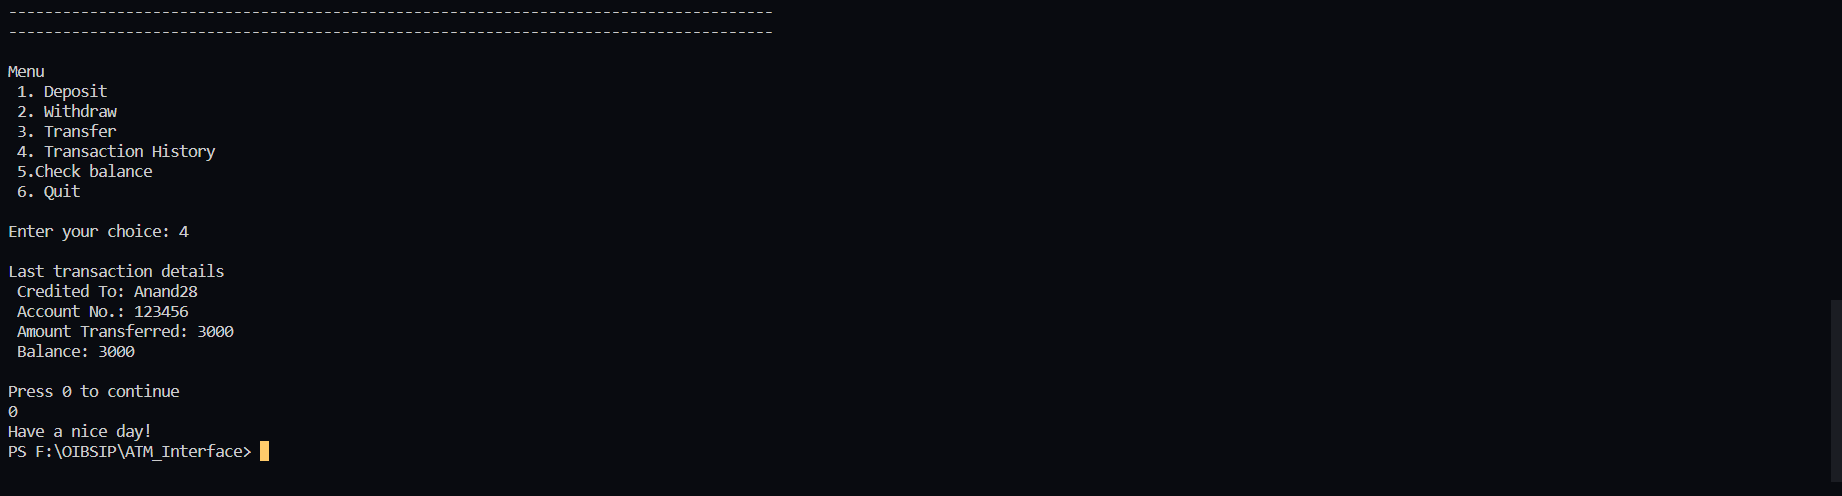 -------------------------------------------------------------------------------------
-------------------------------------------------------------------------------------
Menu
 1. Deposit
 2. Withdraw
 3. Transfer
 4. Transaction History
 5.Check balance
 6. Quit
Enter your choice: 4
Last transaction details
 Credited To: Anand28
 Account No.: 123456
 Amount Transferred: 3000
 Balance: 3000
Press 0 to continue
0
Have a nice day!
PS F:\OIBSIP\ATM_Interface>